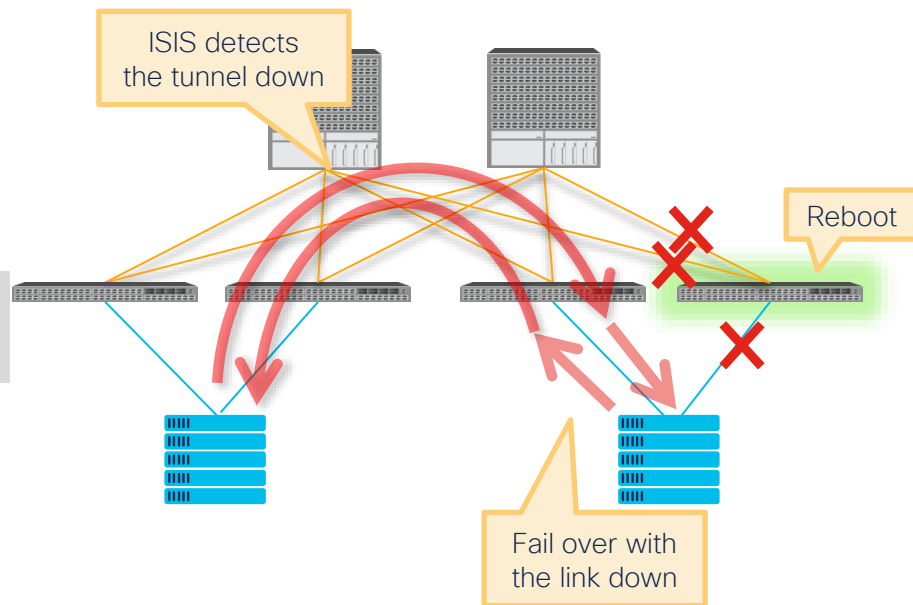 ISIS detects
the tunnel down
Reboot
Fail over with
the link down